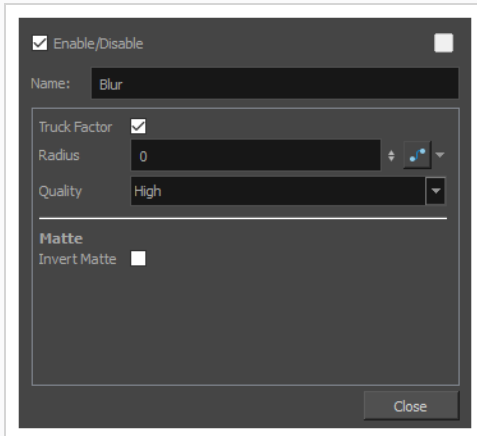 Enable/Disable
Name: Blur
Truck Factor
Radius 0
Quality High
Matte
Invert Matte
Close